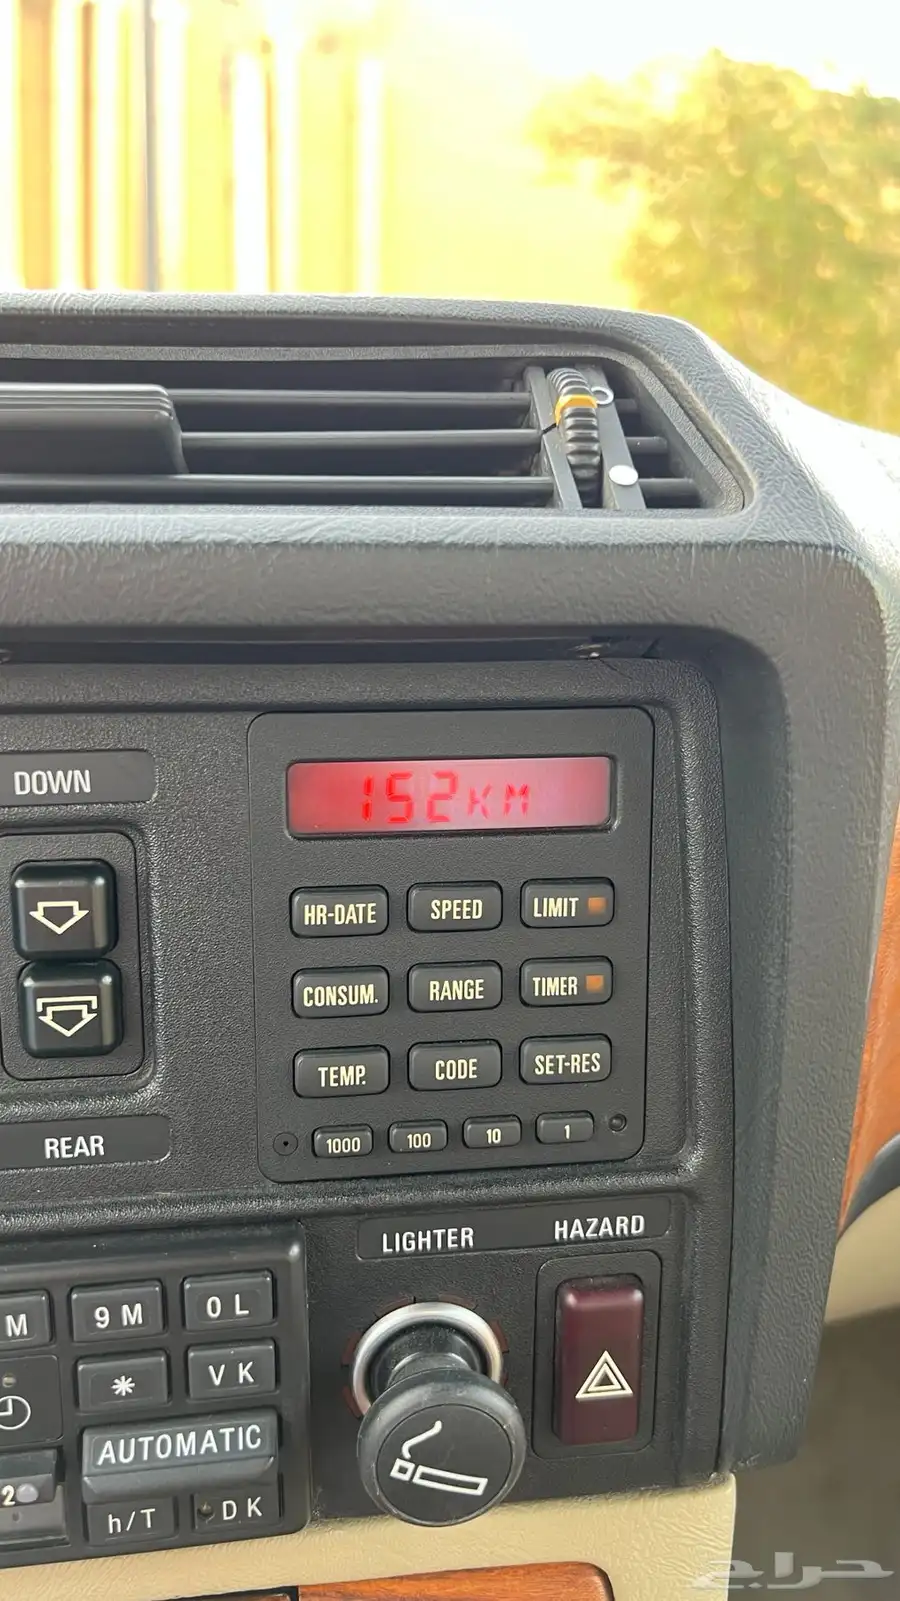 152KM
DOWN
HR-DATE SPEED LIMIT
CONSUM. RANGE TIMER
TEMP. CODE SET-RES
1000 100 10 1
REAR
LIGHTER HAZARD
M 9 M 0 L
* V K
AUTOMATIC
2 h/T D K
حراج